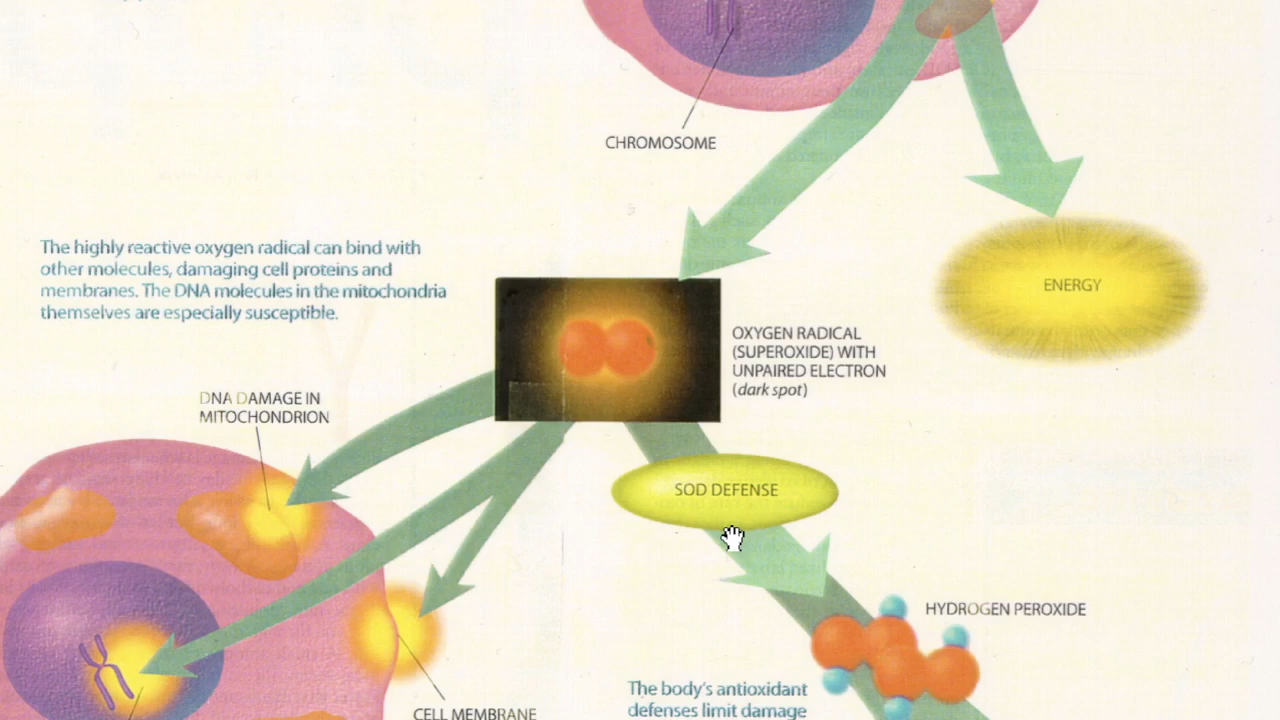 CHROMOSOME
The highly reactive oxygen radical can bind with
other molecules, damaging cell proteins and
membranes. The DNA molecules in the mitochondria
themselves are especially susceptible.
ENERGY
OXYGEN RADICAL
(SUPEROXIDE) WITH
UNPAIRED ELECTRON
(dark spot)
DNA DAMAGE IN
MITOCHONDRION
SOD DEFENSE
HYDROGEN PEROXIDE
The body's antioxidant
defenses limit damage
CELL MEMBRANE